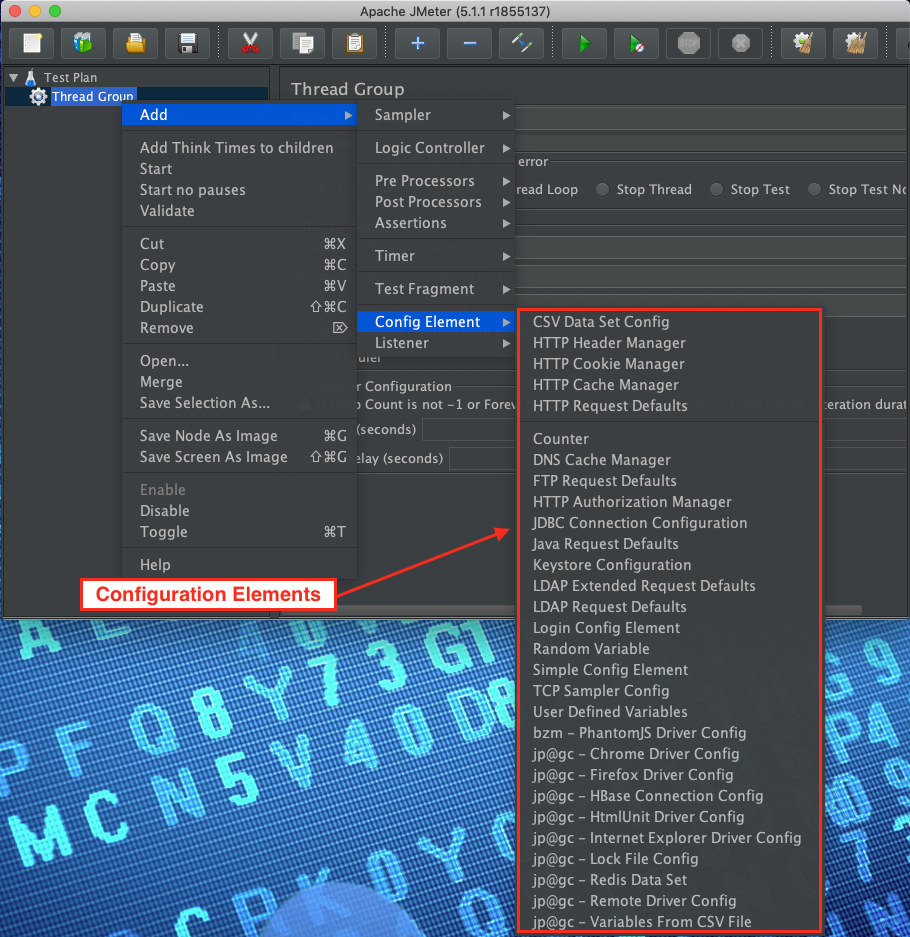 Apache JMeter (5.1.1 r1855137)
STOP
Test Plan
Thread Group
Thread Group
Add
Add Think Times to children
Start
Start no pauses
Validate
Cut ⌘X
Copy ⌘C
Paste ⌘V
Duplicate ⇧⌘C
Remove ⌦
Open...
Merge
Save Selection As...
Save Node As Image ⌘G
Save Screen As Image ⇧⌘G
Enable
Disable
Toggle ⌘T
Help
Sampler
Logic Controller
Pre Processors
Post Processors
Assertions
Timer
Test Fragment
Config Element
Listener
error
read Loop Stop Thread Stop Test Stop Test No
Configuration
Count is not -1 or Forev
teration durat
(seconds)
elay (seconds)
CSV Data Set Config
HTTP Header Manager
HTTP Cookie Manager
HTTP Cache Manager
HTTP Request Defaults
Counter
DNS Cache Manager
FTP Request Defaults
HTTP Authorization Manager
JDBC Connection Configuration
Java Request Defaults
Keystore Configuration
LDAP Extended Request Defaults
LDAP Request Defaults
Login Config Element
Random Variable
Simple Config Element
TCP Sampler Config
User Defined Variables
bzm - PhantomJS Driver Config
jp@gc - Chrome Driver Config
jp@gc - Firefox Driver Config
jp@gc - HBase Connection Config
jp@gc - HtmlUnit Driver Config
jp@gc - Internet Explorer Driver Config
jp@gc - Lock File Config
jp@gc - Redis Data Set
jp@gc - Remote Driver Config
jp@gc - Variables From CSV File
Configuration Elements